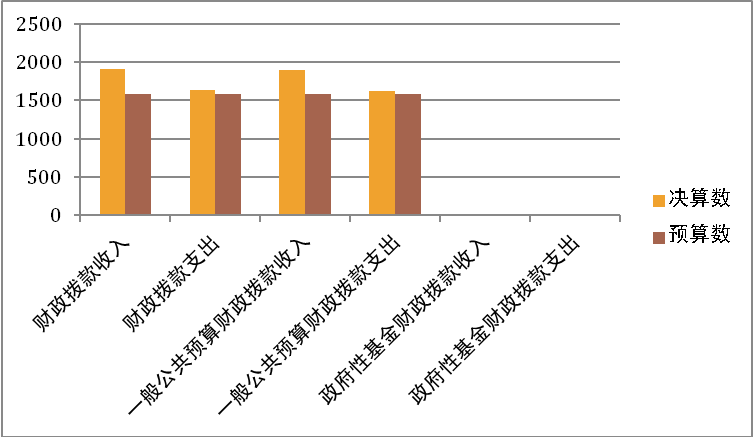 2500
2000
1500
1000
500
0
决算数
预算数
财政拨款收入
财政拨款支出
一般公共预算财政拨款收入
一般公共预算财政拨款支出
政府性基金财政拨款收入
政府性基金财政拨款支出